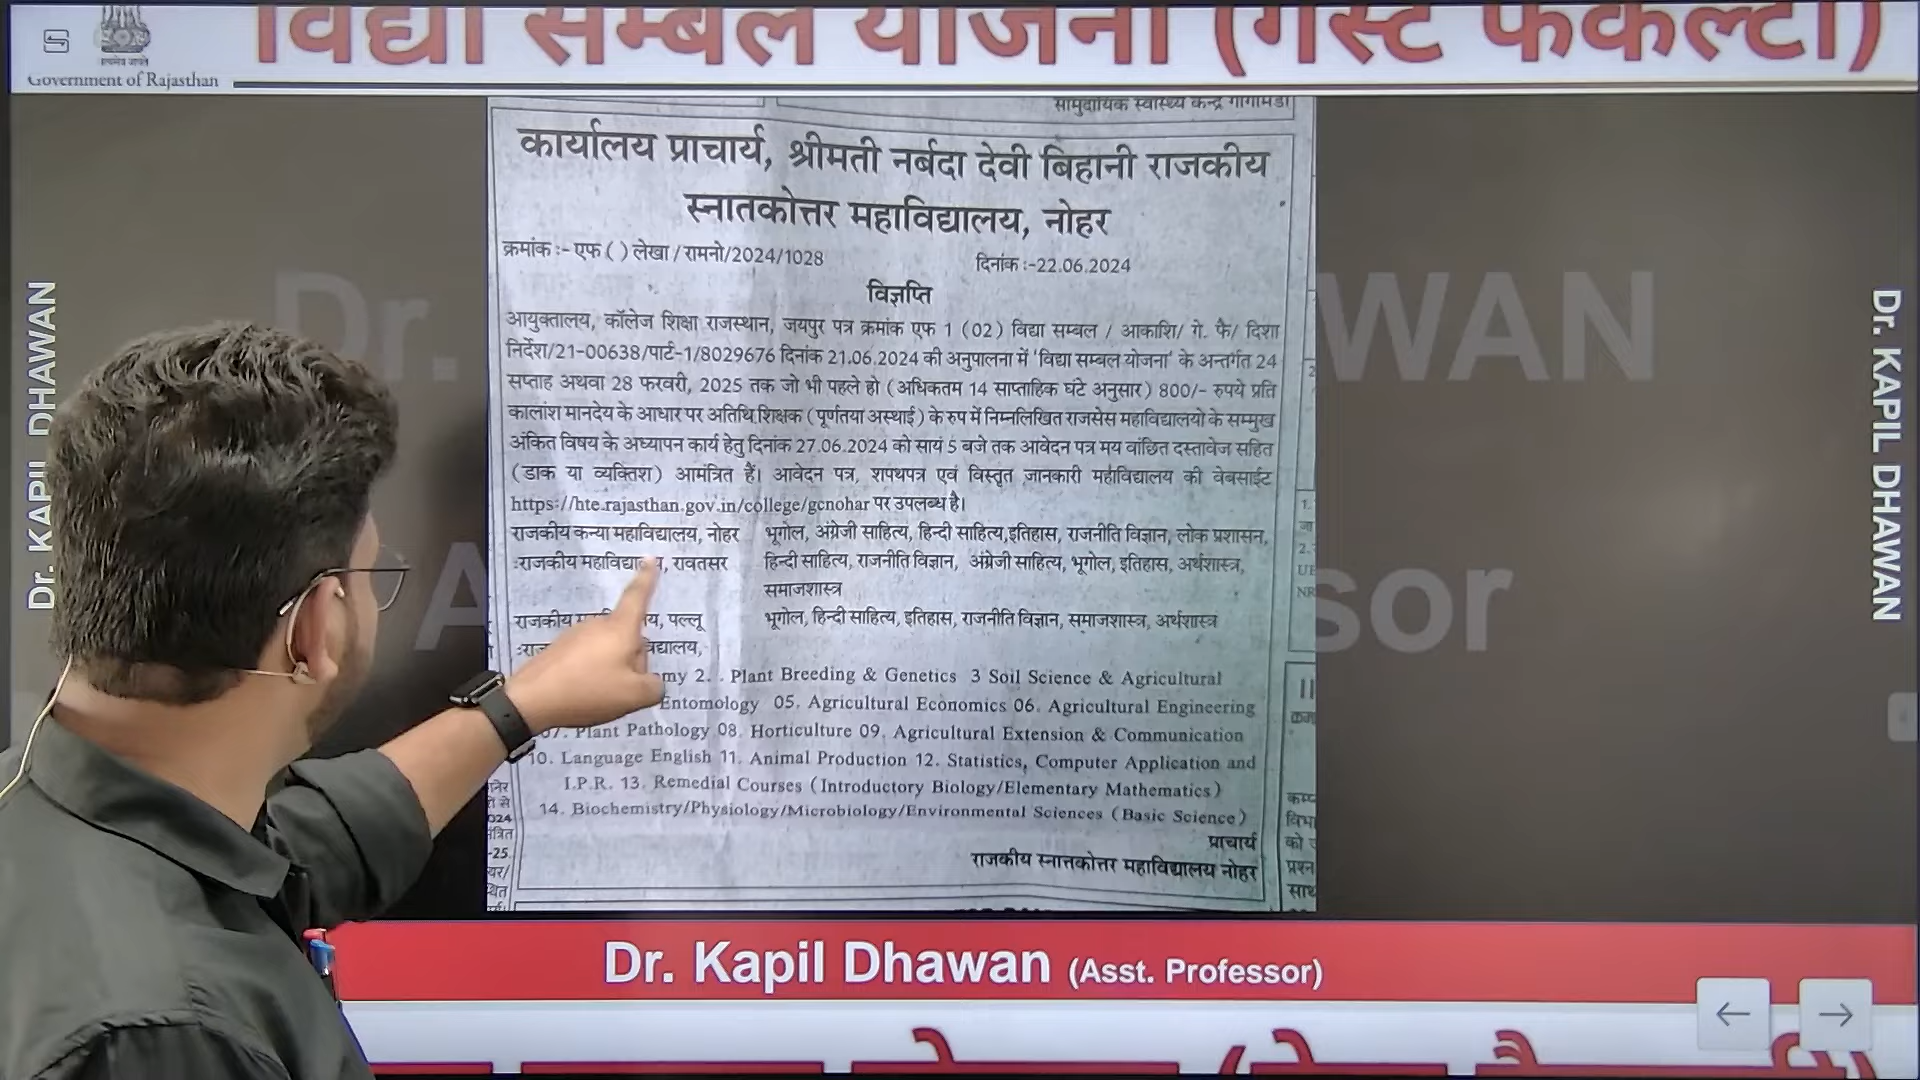 विद्या सम्बल योजना (गेस्ट फैकल्टी)
Government of Rajasthan
सामुदायिक स्वास्थ्य केन्द्र गोगामेडी
कार्यालय प्राचार्य, श्रीमती नर्बदा देवी बिहानी राजकीय
स्नातकोत्तर महाविद्यालय, नोहर
क्रमांक :- एफ ( ) लेखा / रामनो/2024/1028
दिनांक :-22.06.2024
विज्ञप्ति
आयुक्तालय, कॉलेज शिक्षा राजस्थान, जयपुर पत्र क्रमांक एफ 1 (02) विद्या सम्बल / आकाशि/ गे. फै/ दिशा
निर्देश/21-00638/पार्ट-1/8029676 दिनांक 21.06.2024 की अनुपालना में 'विद्या सम्बल योजना' के अन्तर्गत 24
सप्ताह अथवा 28 फरवरी, 2025 तक जो भी पहले हो (अधिकतम 14 साप्ताहिक घंटे अनुसार) 800/- रुपये प्रति
कालांश मानदेय के आधार पर अतिथि शिक्षक (पूर्णतया अस्थाई) के रुप में निम्नलिखित राजसेस महाविद्यालयों के सम्मुख
अंकित विषय के अध्यापन कार्य हेतु दिनांक 27.06.2024 को सायं 5 बजे तक आवेदन पत्र मय वांछित दस्तावेज सहित
(डाक या व्यक्तिश) आमंत्रित हैं। आवेदन पत्र, शपथपत्र एवं विस्तृत जानकारी महाविद्यालय की वेबसाईट
https://hte.rajasthan.gov.in/college/gcnohar पर उपलब्ध है।
राजकीय कन्या महाविद्यालय, नोहर भूगोल, अंग्रेजी साहित्य, हिन्दी साहित्य,इतिहास, राजनीति विज्ञान, लोक प्रशासन,
:राजकीय महाविद्यालय, रावतसर हिन्दी साहित्य, राजनीति विज्ञान, अंग्रेजी साहित्य, भूगोल, इतिहास, अर्थशास्त्र,
समाजशास्त्र
राजकीय पल्लू भूगोल, हिन्दी साहित्य, इतिहास, राजनीति विज्ञान, समाजशास्त्र, अर्थशास्त्र
2. . Plant Breeding & Genetics 3 Soil Science & Agricultural
Entomology 05. Agricultural Economics 06. Agricultural Engineering
07. Plant Pathology 08. Horticulture 09. Agricultural Extension & Communication
10. Language English 11. Animal Production 12. Statistics, Computer Application and
I.P.R. 13. Remedial Courses (Introductory Biology/Elementary Mathematics)
14. Biochemistry/Physiology/Microbiology/Environmental Sciences (Basic Science)
प्राचार्य
राजकीय स्नात्तकोत्तर महाविद्यालय नोहर
Dr. KAPIL DHAWAN
Dr. KAPIL DHAWAN
Dr. Kapil Dhawan (Asst. Professor)